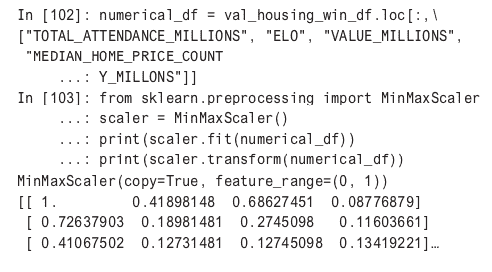 In [102]: numerical_df = val_housing_win_df.loc[:,\
["TOTAL_ATTENDANCE_MILLIONS", "ELO", "VALUE_MILLIONS",
"MEDIAN_HOME_PRICE_COUNT
...: Y_MILLONS"]]
In [103]: from sklearn.preprocessing import MinMaxScaler
...: scaler = MinMaxScaler()
...: print(scaler.fit(numerical_df))
...: print(scaler.transform(numerical_df))
MinMaxScaler(copy=True, feature_range=(0, 1))
[[ 1. 0.41898148 0.68627451 0.08776879]
[ 0.72637903 0.18981481 0.2745098 0.11603661]
[ 0.41067502 0.12731481 0.12745098 0.13419221]…